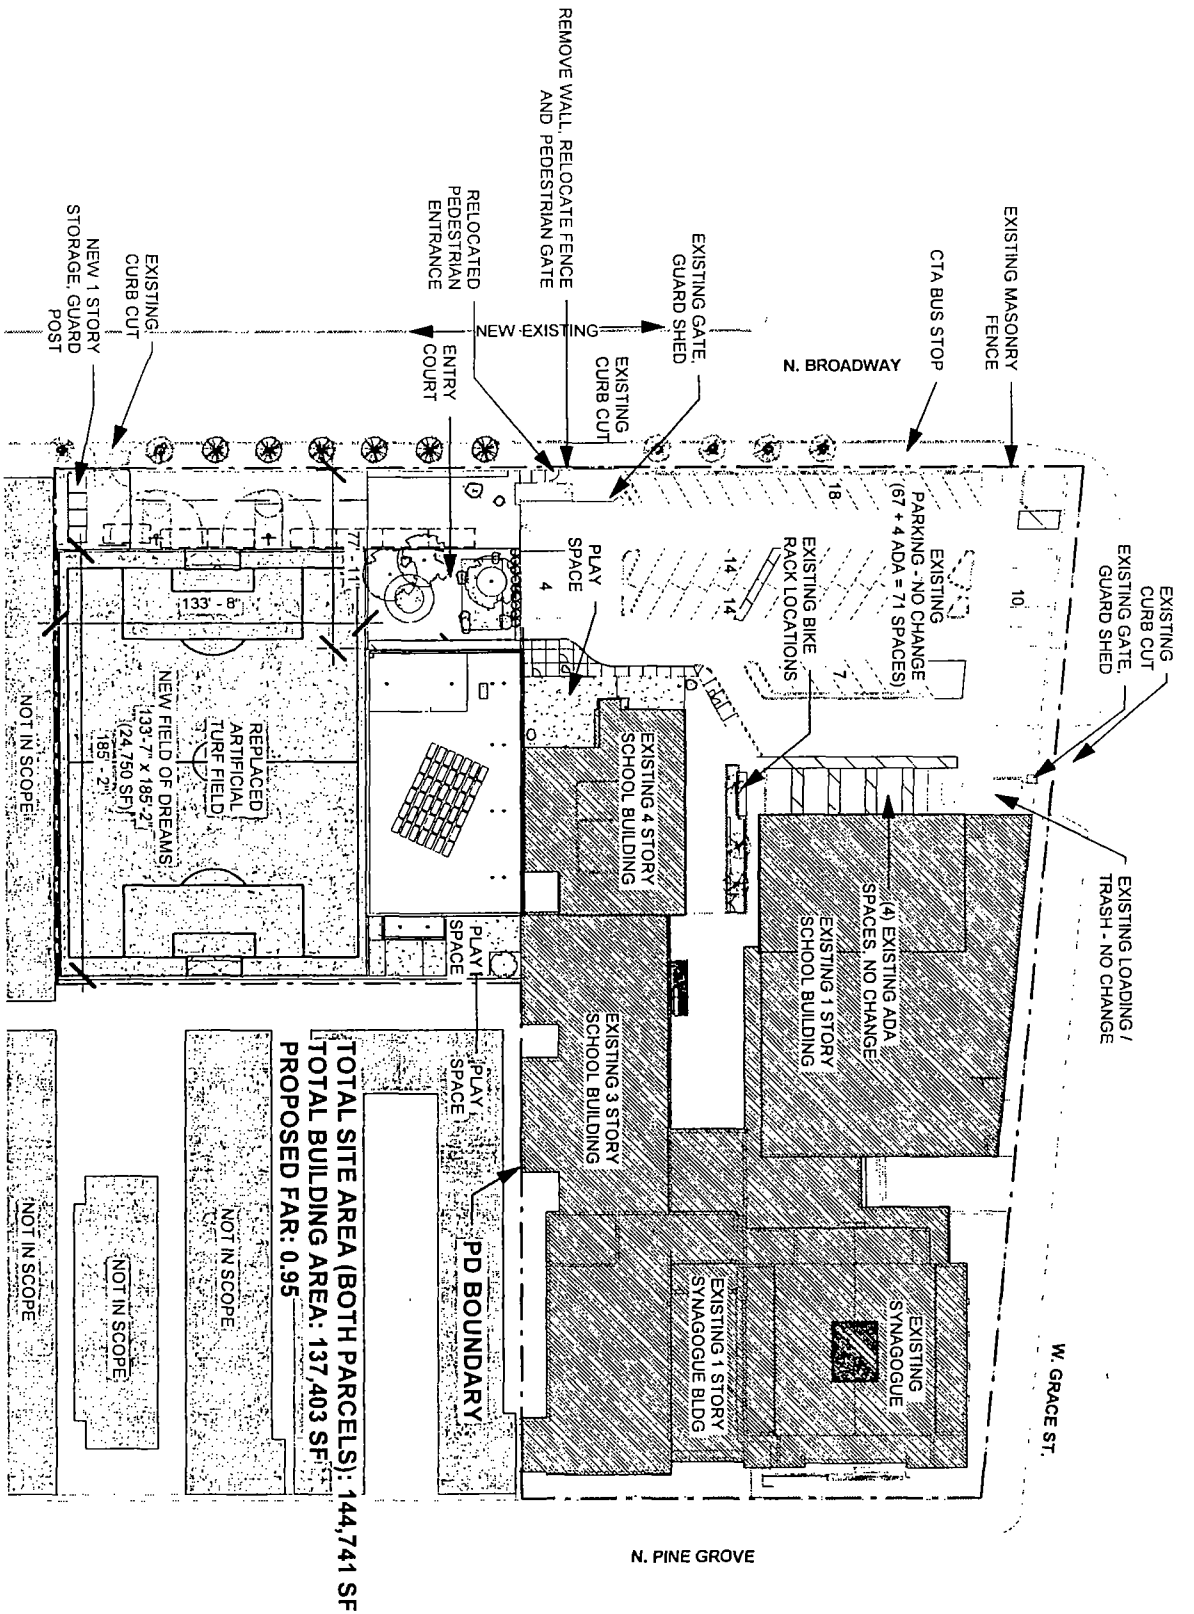 EXISTING MASONRY
FENCE
CTA BUS STOP
N. BROADWAY
EXISTING GATE,
GUARD SHED
EXISTING
CURB CUT
REMOVE WALL, RELOCATE FENCE
AND PEDESTRIAN GATE
RELOCATED
PEDESTRIAN
ENTRANCE
NEW
EXISTING
ENTRY
COURT
EXISTING
CURB CUT
NEW 1 STORY
STORAGE, GUARD
POST
EXISTING
CURB CUT
EXISTING GATE,
GUARD SHED
EXISTING LOADING /
TRASH - NO CHANGE
W. GRACE ST.
10
18
EXISTING
PARKING - NO CHANGE
(67 + 4 ADA = 71 SPACES)
14
14
7
4
EXISTING BIKE
RACK LOCATIONS
PLAY
SPACE
(4) EXISTING ADA
SPACES, NO CHANGE
EXISTING 1 STORY
SCHOOL BUILDING
EXISTING 4 STORY
SCHOOL BUILDING
EXISTING 3 STORY
SCHOOL BUILDING
EXISTING
SYNAGOGUE
EXISTING 1 STORY
SYNAGOGUE BLDG
77' - 11"
133' - 8"
REPLACED
ARTIFICIAL
TURF FIELD
NEW FIELD OF DREAMS
133'-7" x 185'-2"
(24,750 SF)
185' - 2"
NOT IN SCOPE
PLAY
SPACE
PLAY
SPACE
PD BOUNDARY
TOTAL SITE AREA (BOTH PARCELS): 144,741 SF
TOTAL BUILDING AREA: 137,403 SF
PROPOSED FAR: 0.95
NOT IN SCOPE
NOT IN SCOPE
NOT IN SCOPE
N. PINE GROVE